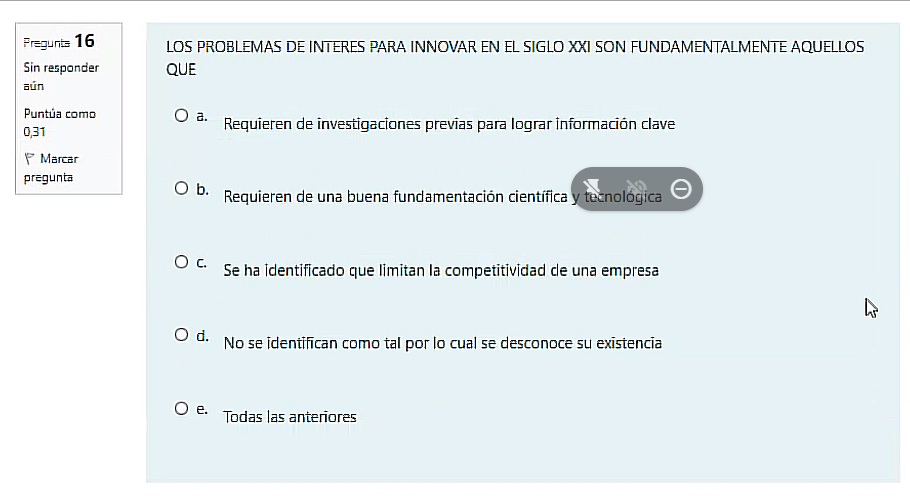 Pregunta 16
Sin responder
aún
Puntúa como
0,31
Marcar
pregunta
LOS PROBLEMAS DE INTERES PARA INNOVAR EN EL SIGLO XXI SON FUNDAMENTALMENTE AQUELLOS
QUE
a. Requieren de investigaciones previas para lograr información clave
b. Requieren de una buena fundamentación científica y tecnológica
c. Se ha identificado que limitan la competitividad de una empresa
d. No se identifican como tal por lo cual se desconoce su existencia
e. Todas las anteriores